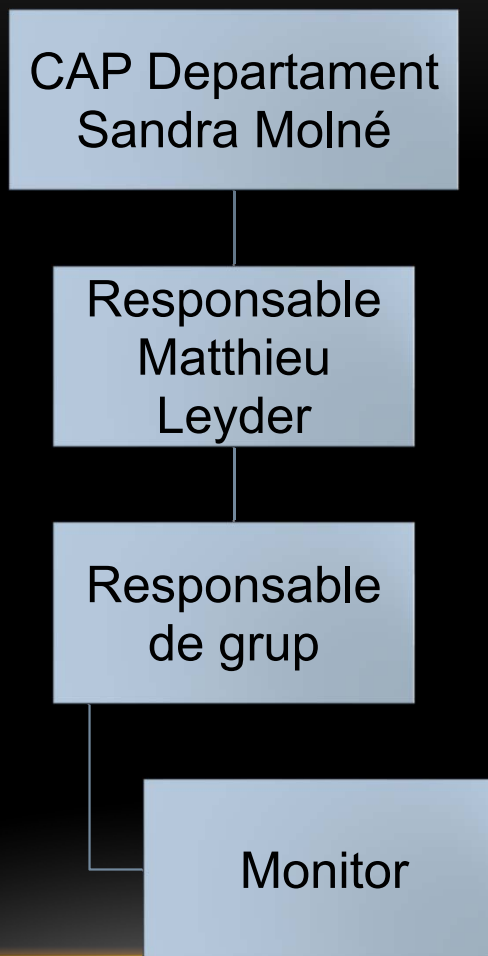 CAP Departament
Sandra Molné
Responsable
Matthieu
Leyder
Responsable
de grup
Monitor